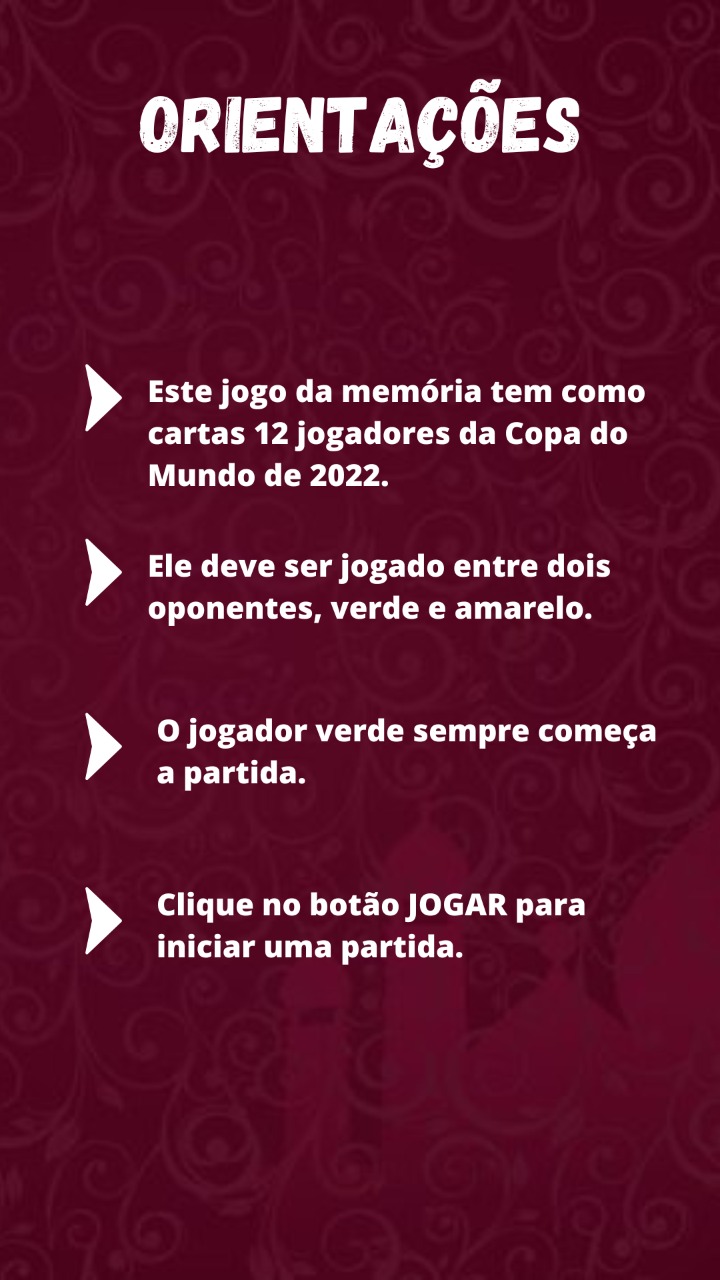 ORIENTAÇÕES
Este jogo da memória tem como
cartas 12 jogadores da Copa do
Mundo de 2022.
Ele deve ser jogado entre dois
oponentes, verde e amarelo.
O jogador verde sempre começa
a partida.
Clique no botão JOGAR para
iniciar uma partida.